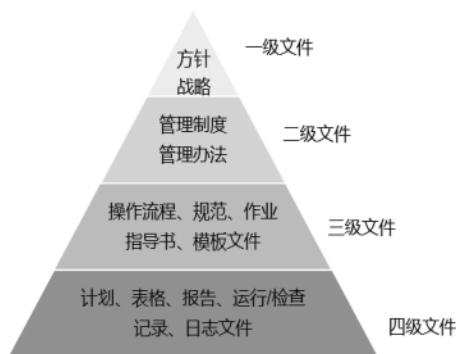 一级文件
方针
战略
管理制度
管理办法
二级文件
操作流程、规范、作业
指导书、模板文件
三级文件
计划、表格、报告、运行/检查
记录、日志文件
四级文件